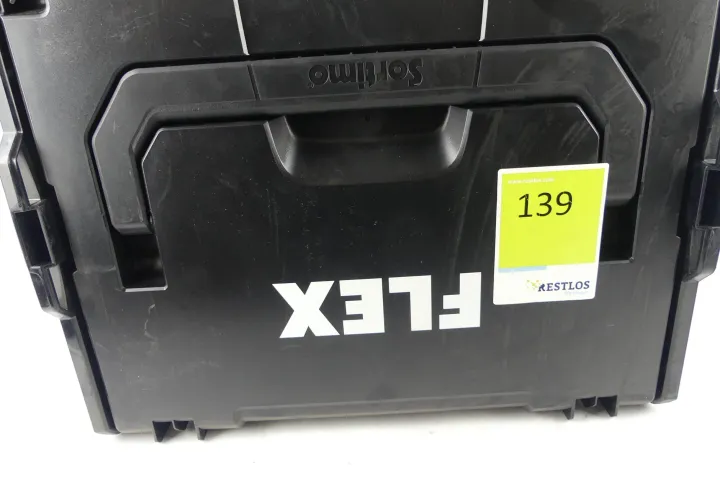 Sortimo
139
RESTLOS
FLEX